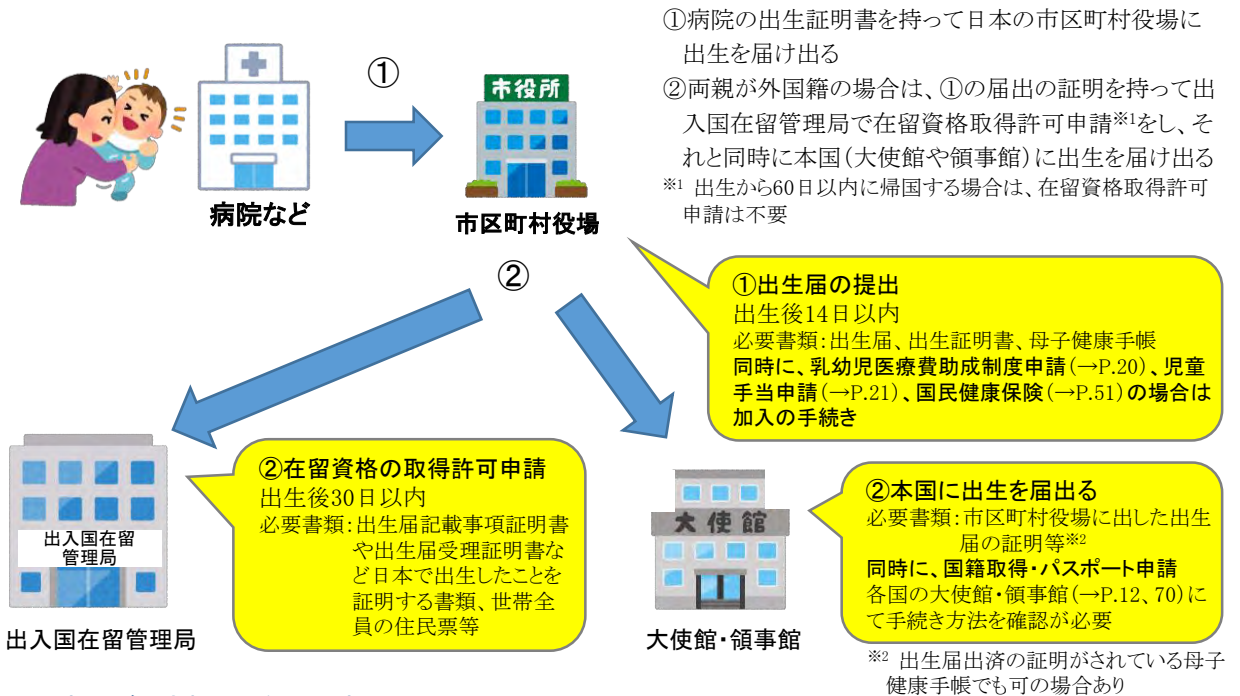 ①病院の出生証明書を持って日本の市区町村役場に
出生を届け出る
②両親が外国籍の場合は、①の届出の証明を持って出
入国在留管理局で在留資格取得許可申請※1をし、そ
れと同時に本国（大使館や領事館）に出生を届け出る
※1 出生から60日以内に帰国する場合は、在留資格取得許可
申請は不要
①
市役所
病院など
市区町村役場
②
①出生届の提出
出生後14日以内
必要書類：出生届、出生証明書、母子健康手帳
同時に、乳幼児医療費助成制度申請（→P.20）、児童
手当申請（→P.21）、国民健康保険（→P.51）の場合は
加入の手続き
出入国在留
管理局
出入国在留管理局
②在留資格の取得許可申請
出生後30日以内
必要書類：出生届記載事項証明書
や出生届受理証明書な
ど日本で出生したことを
証明する書類、世帯全
員の住民票等
大使館
大使館・領事館
②本国に出生を届出る
必要書類：市区町村役場に出した出生
届の証明等※2
同時に、国籍取得・パスポート申請
各国の大使館・領事館（→P.12、70）に
て手続き方法を確認が必要
※2 出生届出済の証明がされている母子
健康手帳でも可の場合あり